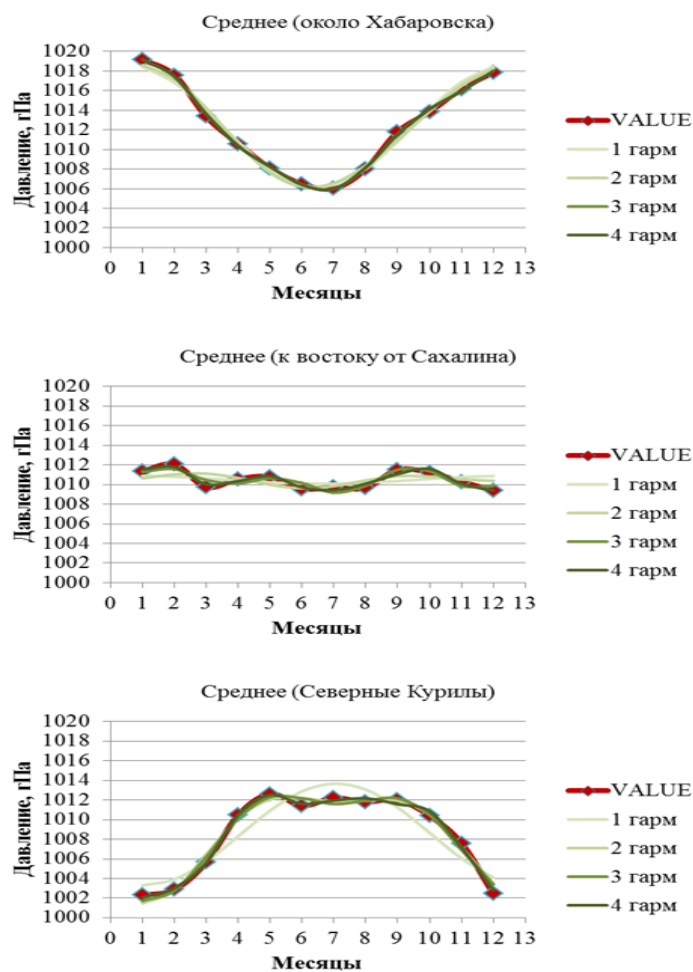 Среднее (около Хабаровска)
Давление, гПа
1020
1018
1016
1014
1012
1010
1008
1006
1004
1002
1000
0 1 2 3 4 5 6 7 8 9 10 11 12 13
Месяцы
VALUE
1 гарм
2 гарм
3 гарм
4 гарм
Среднее (к востоку от Сахалина)
Давление, гПа
1020
1018
1016
1014
1012
1010
1008
1006
1004
1002
1000
0 1 2 3 4 5 6 7 8 9 10 11 12 13
Месяцы
VALUE
1 гарм
2 гарм
3 гарм
4 гарм
Среднее (Северные Курилы)
Давление, гПа
1020
1018
1016
1014
1012
1010
1008
1006
1004
1002
1000
0 1 2 3 4 5 6 7 8 9 10 11 12 13
Месяцы
VALUE
1 гарм
2 гарм
3 гарм
4 гарм